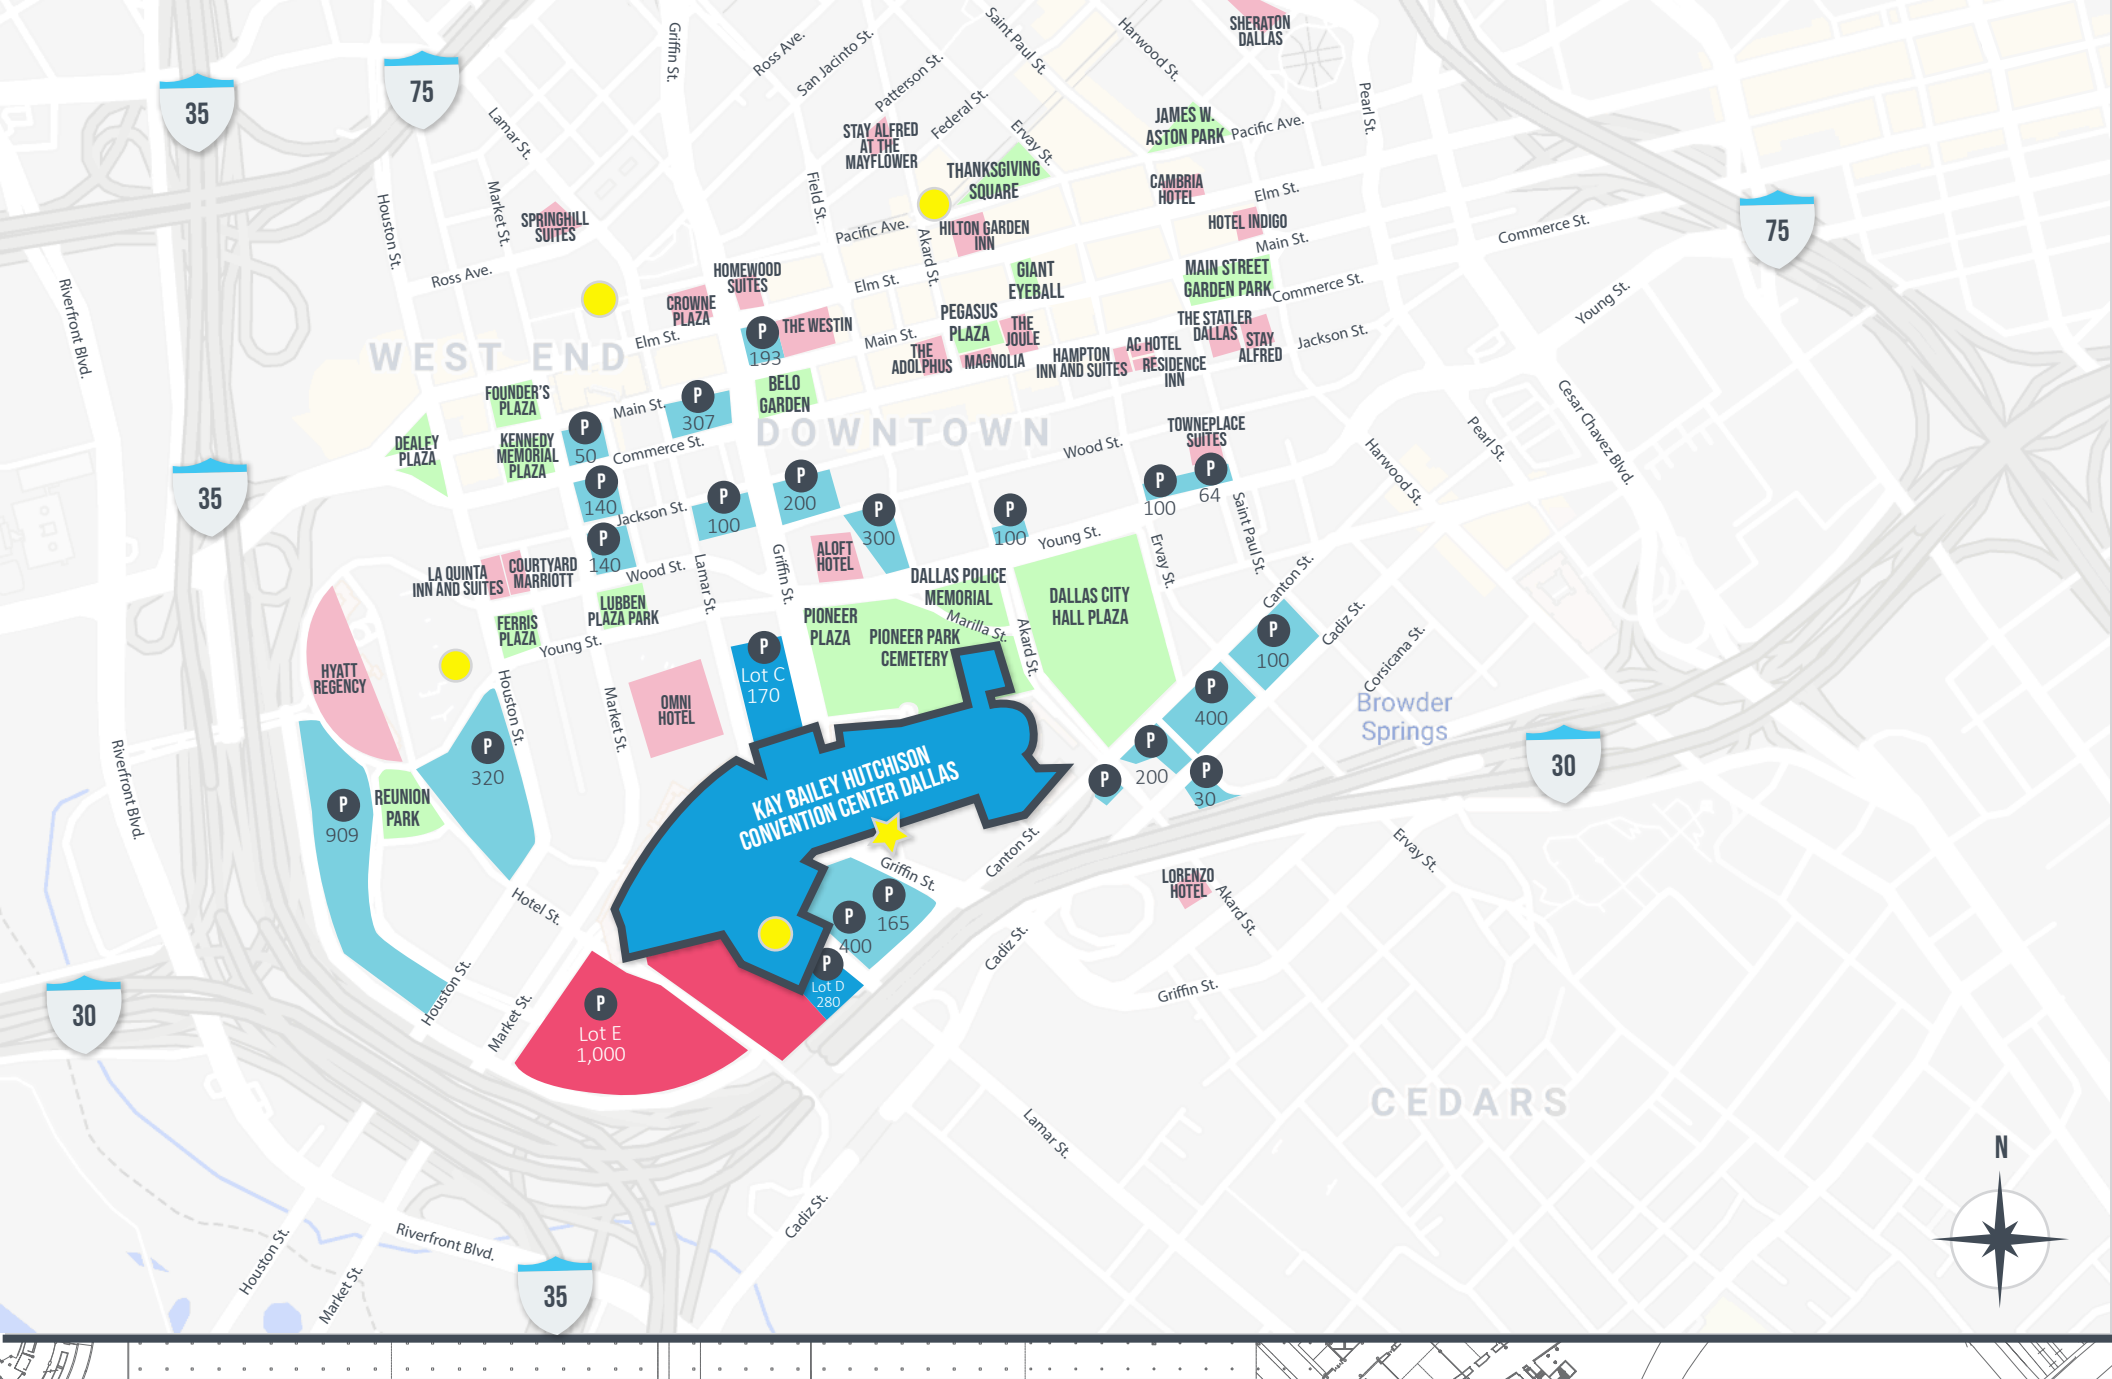 SHERATON
DALLAS
Griffin St.
Ross Ave.
San Jacinto St.
Patterson St.
Federal St.
Saint Paul St.
Harwood St.
Pearl St.
35
75
Lamar St.
STAY ALFRED
AT THE
MAYFLOWER
Ervay St.
JAMES W.
ASTON PARK
Pacific Ave.
THANKSGIVING
SQUARE
CAMBRIA
HOTEL
Elm St.
Houston St.
Market St.
SPRINGHILL
SUITES
Field St.
Pacific Ave.
Akard St.
HILTON GARDEN
INN
HOTEL INDIGO
Main St.
Commerce St.
75
Ross Ave.
HOMEWOOD
SUITES
CROWNE
PLAZA
Elm St.
GIANT
EYEBALL
MAIN STREET
GARDEN PARK
Commerce St.
Young St.
Riverfront Blvd.
Elm St.
P
193
THE WESTIN
Main St.
PEGASUS
PLAZA
THE
JOULE
THE
ADOLPHUS
MAGNOLIA
HAMPTON
INN AND SUITES
AC HOTEL
RESIDENCE
INN
THE STATLER
DALLAS
STAY
ALFRED
Jackson St.
WEST END
FOUNDER'S
PLAZA
Main St.
P
307
BELO
GARDEN
DOWNTOWN
Cesar Chavez Blvd.
Pearl St.
Harwood St.
DEALEY
PLAZA
KENNEDY
MEMORIAL
PLAZA
P
50
Commerce St.
Wood St.
TOWNEPLACE
SUITES
35
P
140
Jackson St.
P
100
P
200
P
300
P
100
P
100
P
64
Saint Paul St.
Young St.
Ervay St.
P
140
Wood St.
Lamar St.
Griffin St.
ALOFT
HOTEL
LA QUINTA
INN AND SUITES
COURTYARD
MARRIOTT
DALLAS POLICE
MEMORIAL
Marilla St.
DALLAS CITY
HALL PLAZA
Canton St.
Cadiz St.
Corsicana St.
FERRIS
PLAZA
LUBBEN
PLAZA PARK
Young St.
PIONEER
PLAZA
PIONEER PARK
CEMETERY
Akard St.
P
100
HYATT
REGENCY
Houston St.
Market St.
OMNI
HOTEL
P
Lot C
170
P
400
Browder
Springs
P
320
P
200
P
P
30
30
Riverfront Blvd.
P
909
REUNION
PARK
KAY BAILEY HUTCHISON
CONVENTION CENTER DALLAS
Griffin St.
Canton St.
Ervay St.
LORENZO
HOTEL
Akard St.
P
165
P
400
Hotel St.
Cadiz St.
P
Lot D
280
Griffin St.
30
Houston St.
Market St.
P
Lot E
1,000
CEDARS
Lamar St.
Cadiz St.
N
Riverfront Blvd.
Houston St.
Market St.
35